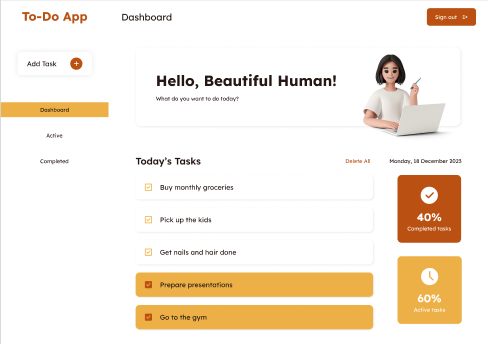 To-Do App
Dashboard
Sign out
Add Task
Hello, Beautiful Human!
What do you want to do today?
Dashboard
Active
Completed
Today's Tasks
Delete All
Monday, 18 December 2023
Buy monthly groceries
Pick up the kids
Get nails and hair done
Prepare presentations
Go to the gym
40%
Completed tasks
60%
Active tasks